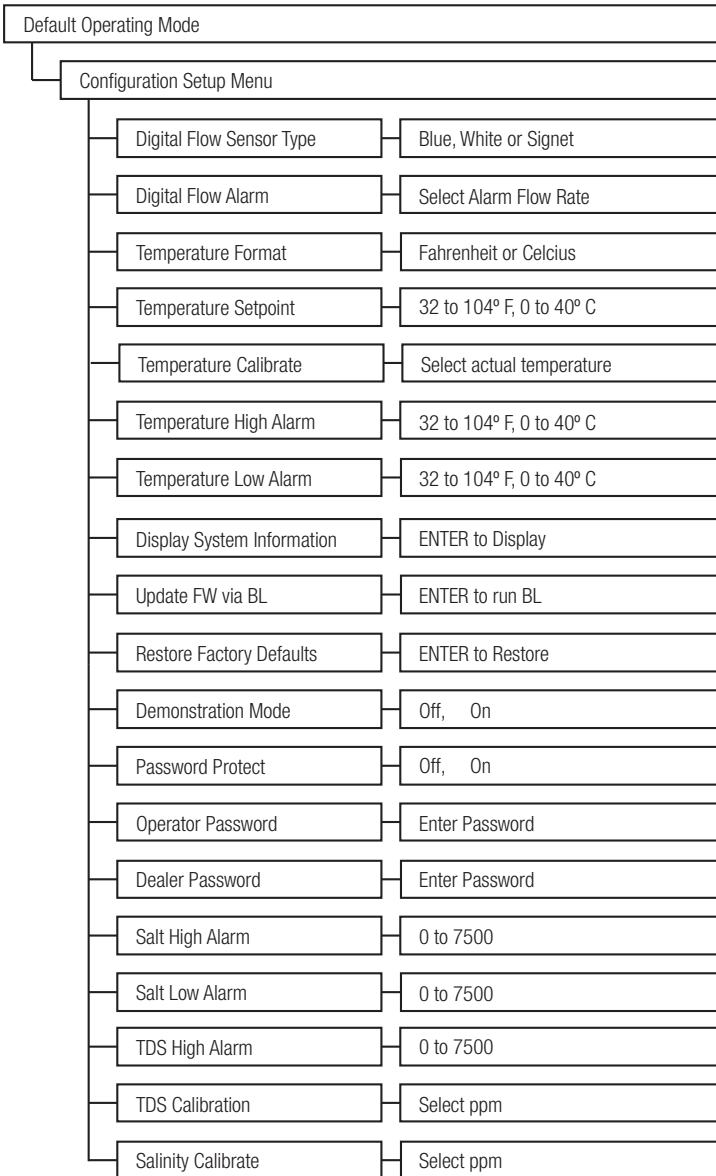 Default Operating Mode
Configuration Setup Menu
Digital Flow Sensor Type Blue, White or Signet
Digital Flow Alarm Select Alarm Flow Rate
Temperature Format Fahrenheit or Celcius
Temperature Setpoint 32 to 104º F, 0 to 40º C
Temperature Calibrate Select actual temperature
Temperature High Alarm 32 to 104º F, 0 to 40º C
Temperature Low Alarm 32 to 104º F, 0 to 40º C
Display System Information ENTER to Display
Update FW via BL ENTER to run BL
Restore Factory Defaults ENTER to Restore
Demonstration Mode Off, On
Password Protect Off, On
Operator Password Enter Password
Dealer Password Enter Password
Salt High Alarm 0 to 7500
Salt Low Alarm 0 to 7500
TDS High Alarm 0 to 7500
TDS Calibration Select ppm
Salinity Calibrate Select ppm